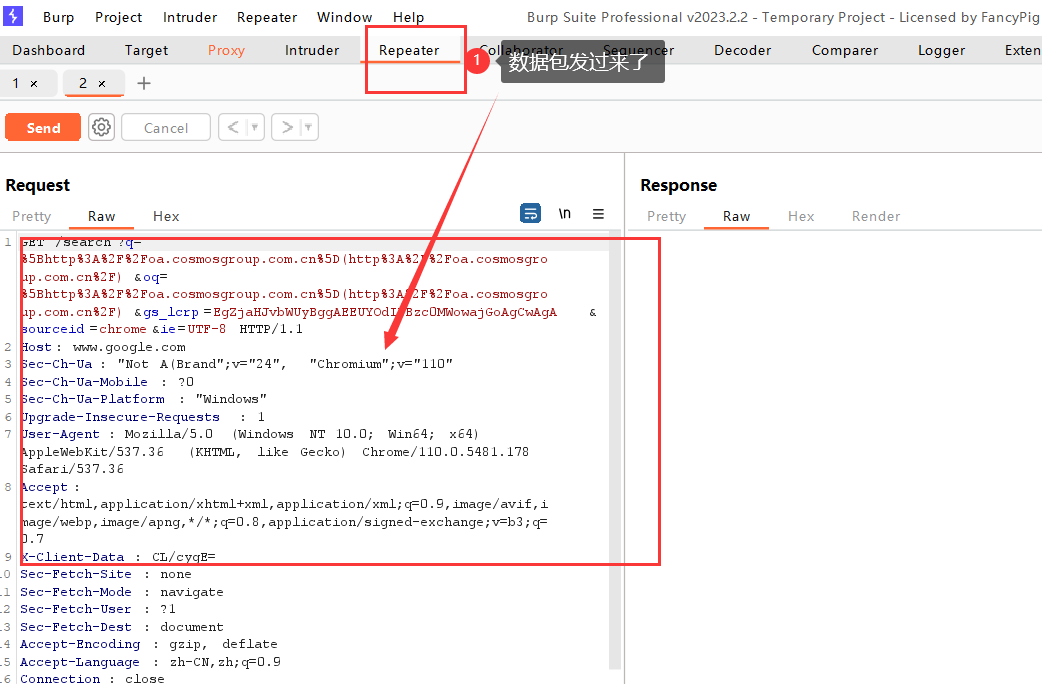 Burp Project Intruder Repeater Window Help Burp Suite Professional v2023.2.2 - Temporary Project - Licensed by FancyPig
Dashboard Target Proxy Intruder Repeater Collaborator Sequencer Decoder Comparer Logger Exten
1 数据包发过来了
1 × 2 × +
Send Cancel < >
Request Response
Pretty Raw Hex \n Pretty Raw Hex Render
1 GET /search?q=
%5Bhttp%3A%2F%2Foa.cosmosgroup.com.cn%5D(http%3A%2F%2Foa.cosmosgro
up.com.cn%2F) &oq=
%5Bhttp%3A%2F%2Foa.cosmosgroup.com.cn%5D(http%3A%2F%2Foa.cosmosgro
up.com.cn%2F) &gs_lcrp=EgZjaHJvbWUyBggAEEUYOdIBBzc0MWowajGoAgCwAgA &
sourceid=chrome&ie=UTF-8 HTTP/1.1
2 Host: www.google.com
3 Sec-Ch-Ua: "Not A(Brand";v="24", "Chromium";v="110"
4 Sec-Ch-Ua-Mobile: ?0
5 Sec-Ch-Ua-Platform: "Windows"
6 Upgrade-Insecure-Requests: 1
7 User-Agent: Mozilla/5.0 (Windows NT 10.0; Win64; x64)
AppleWebKit/537.36 (KHTML, like Gecko) Chrome/110.0.5481.178
Safari/537.36
8 Accept:
text/html,application/xhtml+xml,application/xml;q=0.9,image/avif,i
mage/webp,image/apng,*/*;q=0.8,application/signed-exchange;v=b3;q=
0.7
9 X-Client-Data: CL/cygE=
10 Sec-Fetch-Site: none
11 Sec-Fetch-Mode: navigate
12 Sec-Fetch-User: ?1
13 Sec-Fetch-Dest: document
14 Accept-Encoding: gzip, deflate
15 Accept-Language: zh-CN,zh;q=0.9
16 Connection: close